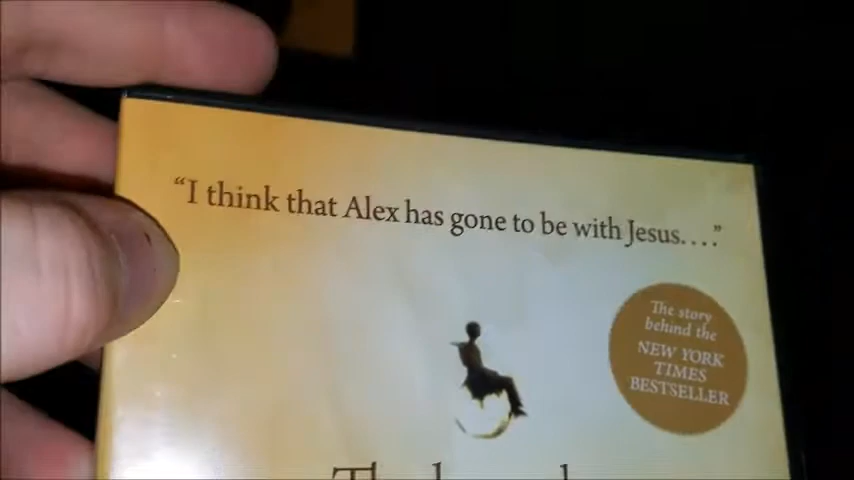 “I think that Alex has gone to be with Jesus. . . .”
The story
behind the
NEW YORK
TIMES
BESTSELLER